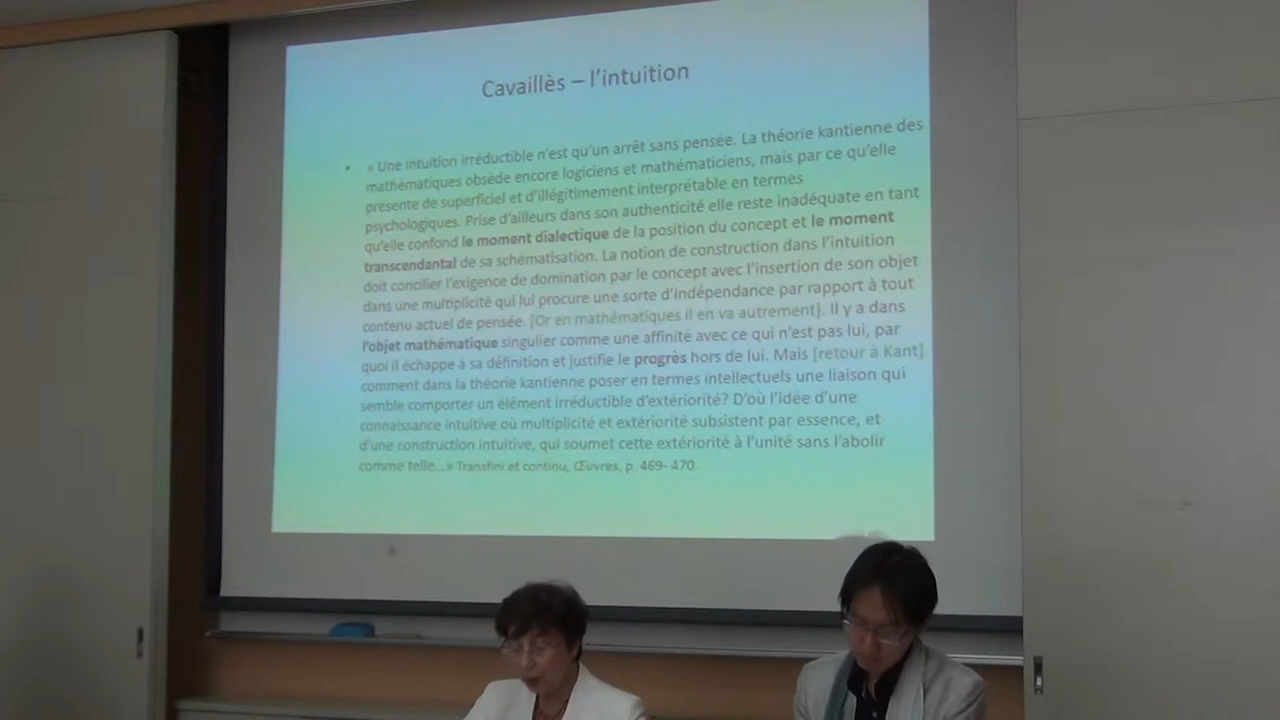 Cavaillès – l'intuition
• « Une intuition irréductible n'est qu'un arrêt sans pensée. La théorie kantienne des
mathématiques obsède encore logiciens et mathématiciens, mais par ce qu'elle
présente de superficiel et d'illégitimement interprétable en termes
psychologiques. Prise d'ailleurs dans son authenticité elle reste inadéquate en tant
qu'elle confond le moment dialectique de la position du concept et le moment
transcendantal de sa schématisation. La notion de construction dans l'intuition
doit concilier l'exigence de domination par le concept avec l'insertion de son objet
dans une multiplicité qui lui procure une sorte d'indépendance par rapport à tout
contenu actuel de pensée. [Or en mathématiques il en va autrement]. Il y a dans
l'objet mathématique singulier comme une affinité avec ce qui n'est pas lui, par
quoi il échappe à sa définition et justifie le progrès hors de lui. Mais [retour à Kant]
comment dans la théorie kantienne poser en termes intellectuels une liaison qui
semble comporter un élément irréductible d'extériorité? D'où l'idée d'une
connaissance intuitive où multiplicité et extériorité subsistent par essence, et
d'une construction intuitive, qui soumet cette extériorité à l'unité sans l'abolir
comme telle...» Transfini et continu, Œuvres, p. 469- 470.